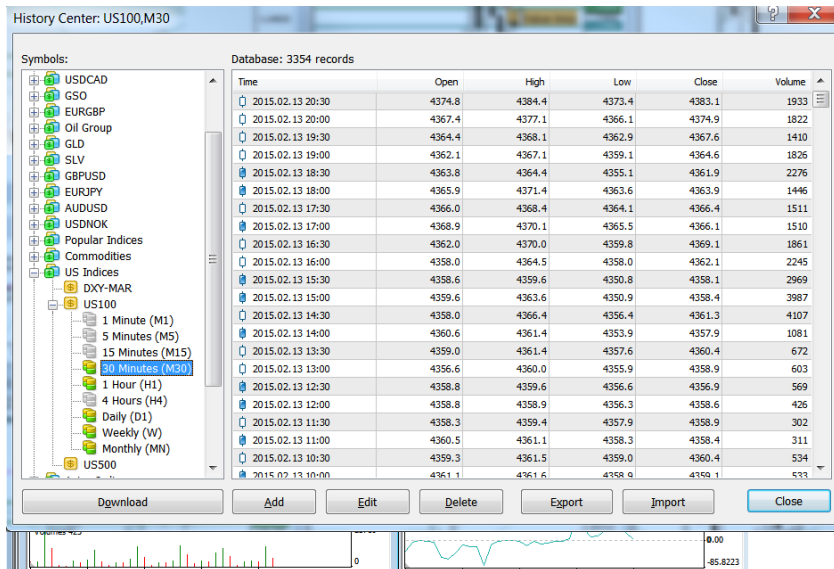 History Center: US100,M30
Symbols:
Database: 3354 records
USDCAD
GSO
EURGBP
Oil Group
GLD
SLV
GBPUSD
EURJPY
AUDUSD
USDNOK
Popular Indices
Commodities
US Indices
DXY-MAR
US100
1 Minute (M1)
5 Minutes (M5)
15 Minutes (M15)
30 Minutes (M30)
1 Hour (H1)
4 Hours (H4)
Daily (D1)
Weekly (W)
Monthly (MN)
US500
Time Open High Low Close Volume
2015.02.13 20:30 4374.8 4384.4 4373.4 4383.1 1933
2015.02.13 20:00 4367.4 4377.1 4366.1 4374.9 1822
2015.02.13 19:30 4364.4 4368.1 4362.9 4367.6 1410
2015.02.13 19:00 4362.1 4367.1 4359.1 4364.6 1826
2015.02.13 18:30 4363.8 4364.4 4355.1 4361.9 2276
2015.02.13 18:00 4365.9 4371.4 4363.6 4363.9 1446
2015.02.13 17:30 4366.0 4368.4 4364.1 4366.4 1511
2015.02.13 17:00 4368.9 4370.1 4365.5 4366.1 1510
2015.02.13 16:30 4362.0 4370.0 4359.8 4369.1 1861
2015.02.13 16:00 4358.0 4364.5 4358.0 4362.1 2245
2015.02.13 15:30 4358.6 4359.6 4350.8 4358.1 2969
2015.02.13 15:00 4359.6 4363.6 4350.9 4358.4 3987
2015.02.13 14:30 4358.0 4366.4 4356.4 4361.3 4107
2015.02.13 14:00 4360.6 4361.4 4353.9 4357.9 1081
2015.02.13 13:30 4359.0 4361.4 4357.6 4360.4 672
2015.02.13 13:00 4356.6 4360.0 4355.9 4358.9 603
2015.02.13 12:30 4358.8 4359.6 4356.6 4356.9 569
2015.02.13 12:00 4358.8 4358.9 4356.3 4358.6 426
2015.02.13 11:30 4358.3 4359.4 4357.9 4358.9 302
2015.02.13 11:00 4360.5 4361.1 4358.3 4358.4 311
2015.02.13 10:30 4359.3 4361.5 4359.0 4360.4 534
2015.02.13 10:00 4361.1 4361.6 4358.9 4359.1 533
Download Add Edit Delete Export Import Close
Volumes 425
0
0.00
-85.8223